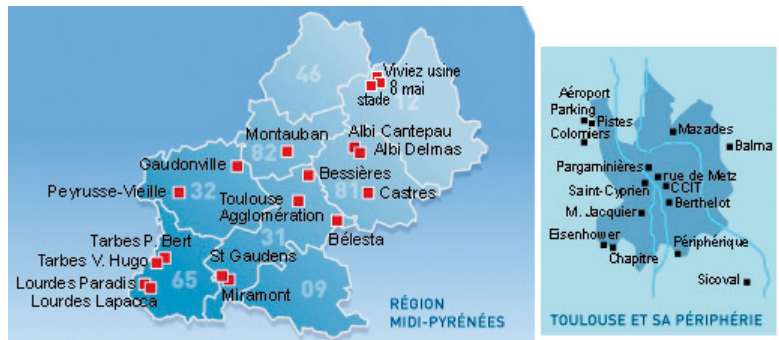 46
Viviez usine
8 mai
stade
12
Montauban
82
Albi Cantepau
Albi Delmas
Gaudonville
Bessières
Peyrusse-Vieille
32
Toulouse
Agglomération
81
Castres
31
Bélesta
Tarbes P. Bert
Tarbes V. Hugo
St Gaudens
65
Lourdes Paradis
Lourdes Lapacca
Miramont
09
RÉGION
MIDI-PYRÉNÉES
Aéroport
Parking
Pistes
Colomiers
Mazades
Balma
Pargaminières
rue de Metz
Saint-Cyprien
CCIT
Berthelot
M. Jacquier
Eisenhower
Chapitre
Périphérique
Sicoval
TOULOUSE ET SA PÉRIPHÉRIE